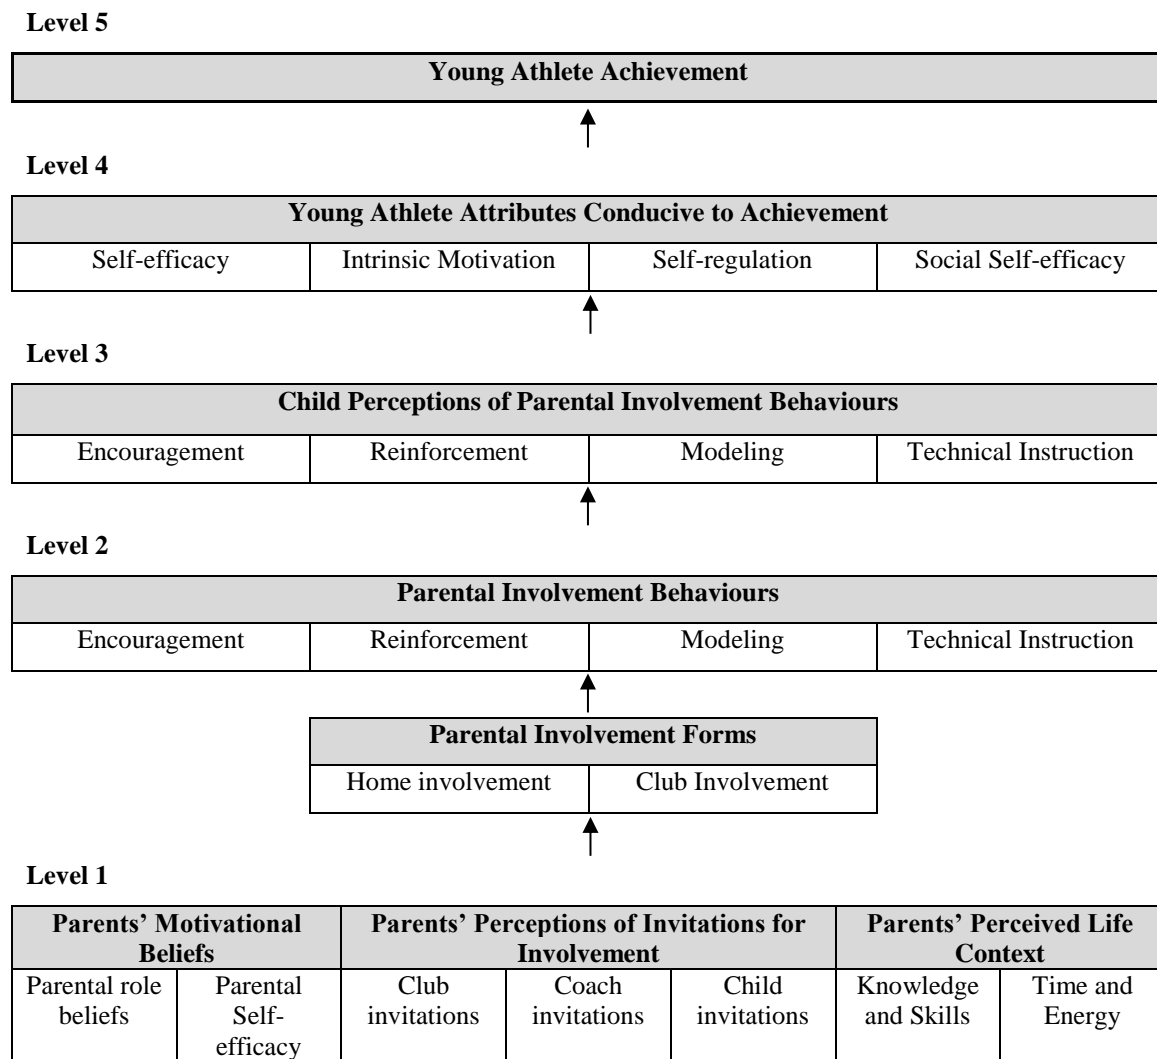 Level 5
Young Athlete Achievement
Level 4
Young Athlete Attributes Conducive to Achievement
Self-efficacy Intrinsic Motivation Self-regulation Social Self-efficacy
Level 3
Child Perceptions of Parental Involvement Behaviours
Encouragement Reinforcement Modeling Technical Instruction
Level 2
Parental Involvement Behaviours
Encouragement Reinforcement Modeling Technical Instruction
Parental Involvement Forms
Home involvement Club Involvement
Level 1
Parents’ Motivational
Beliefs
Parents’ Perceptions of Invitations for
Involvement
Parents’ Perceived Life
Context
Parental role
beliefs
Parental
Self-
efficacy
Club
invitations
Coach
invitations
Child
invitations
Knowledge
and Skills
Time and
Energy